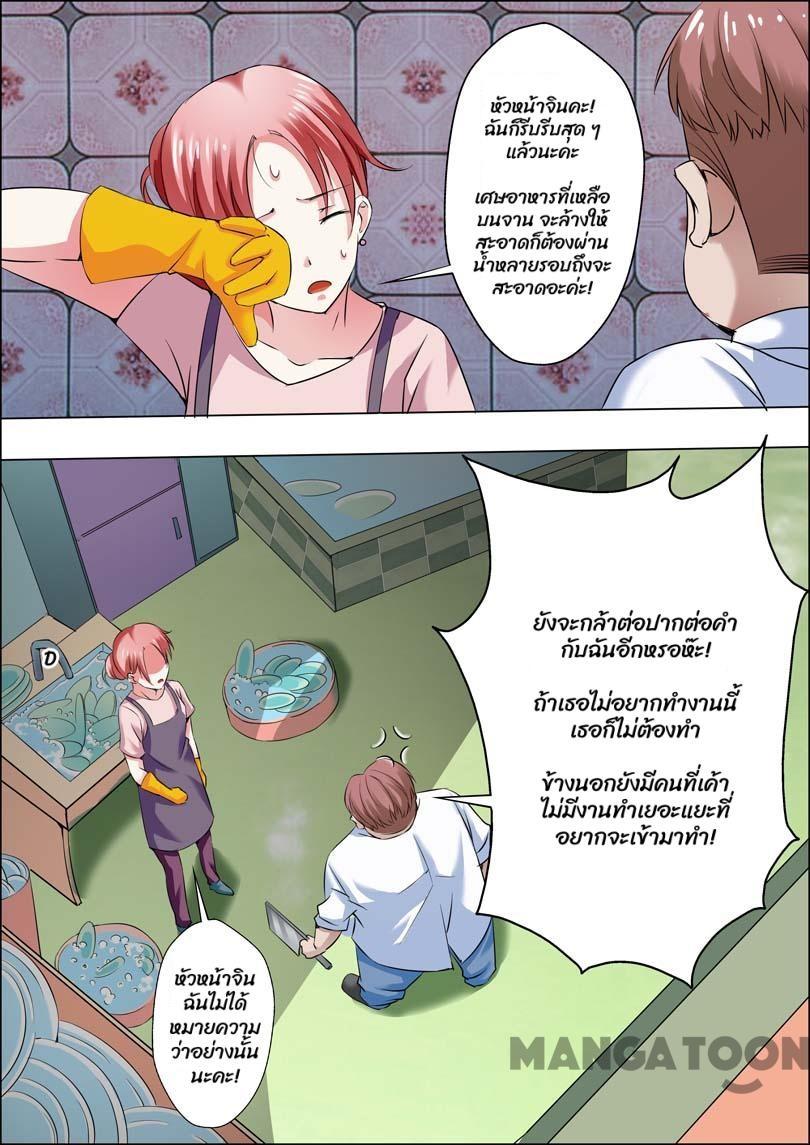 หัวหน้าจินคะ!
ฉันก็รีบรีบสุด ๆ
แล้วนะคะ
เศษอาหารที่เหลือ
บนจาน จะล้างให้
สะอาดก็ต้องผ่าน
น้ำหลายรอบถึงจะ
สะอาดอะค่ะ!
ยังจะกล้าต่อปากต่อคำ
กับฉันอีกหรอห๊ะ!
ถ้าเธอไม่อยากทำงานนี้
เธอก็ไม่ต้องทำ
ข้างนอกยังมีคนที่เค้า
ไม่มีงานทำเยอะแยะที่
อยากจะเข้ามาทำ!
หัวหน้าจิน
ฉันไม่ได้
หมายความ
ว่าอย่างนั้น
นะคะ!
MANGATOON